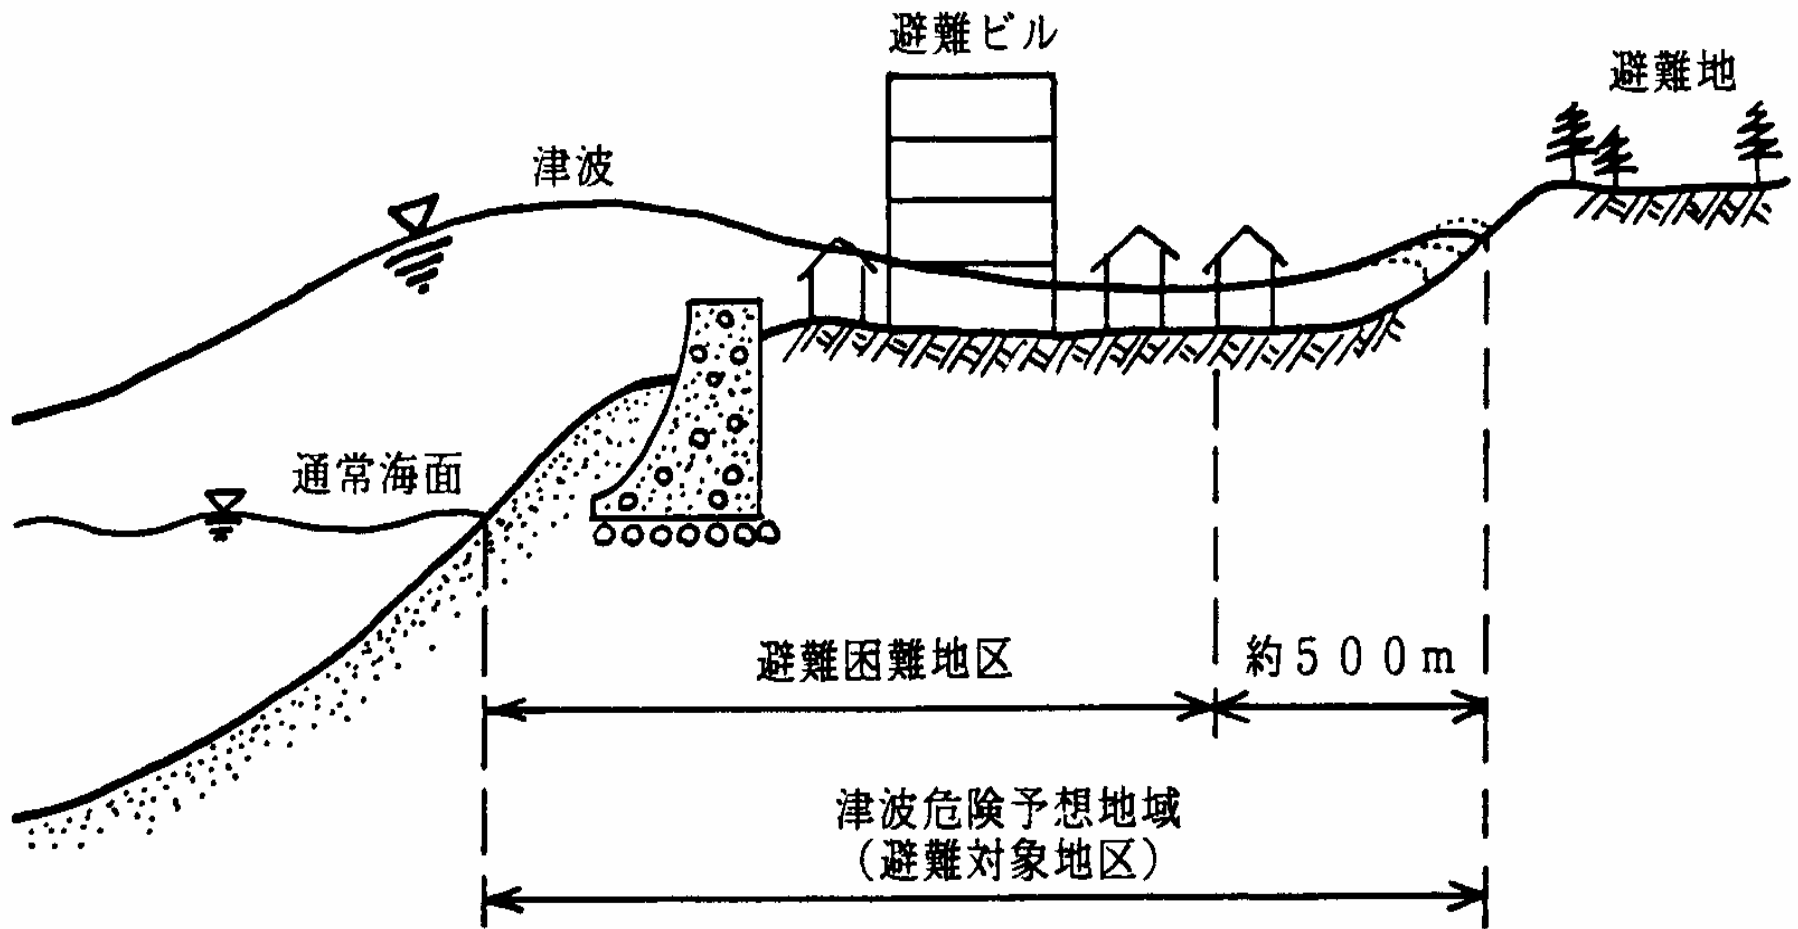 避難ビル
避難地
津波
通常海面
避難困難地区
約５００ｍ
津波危険予想地域
（避難対象地区）